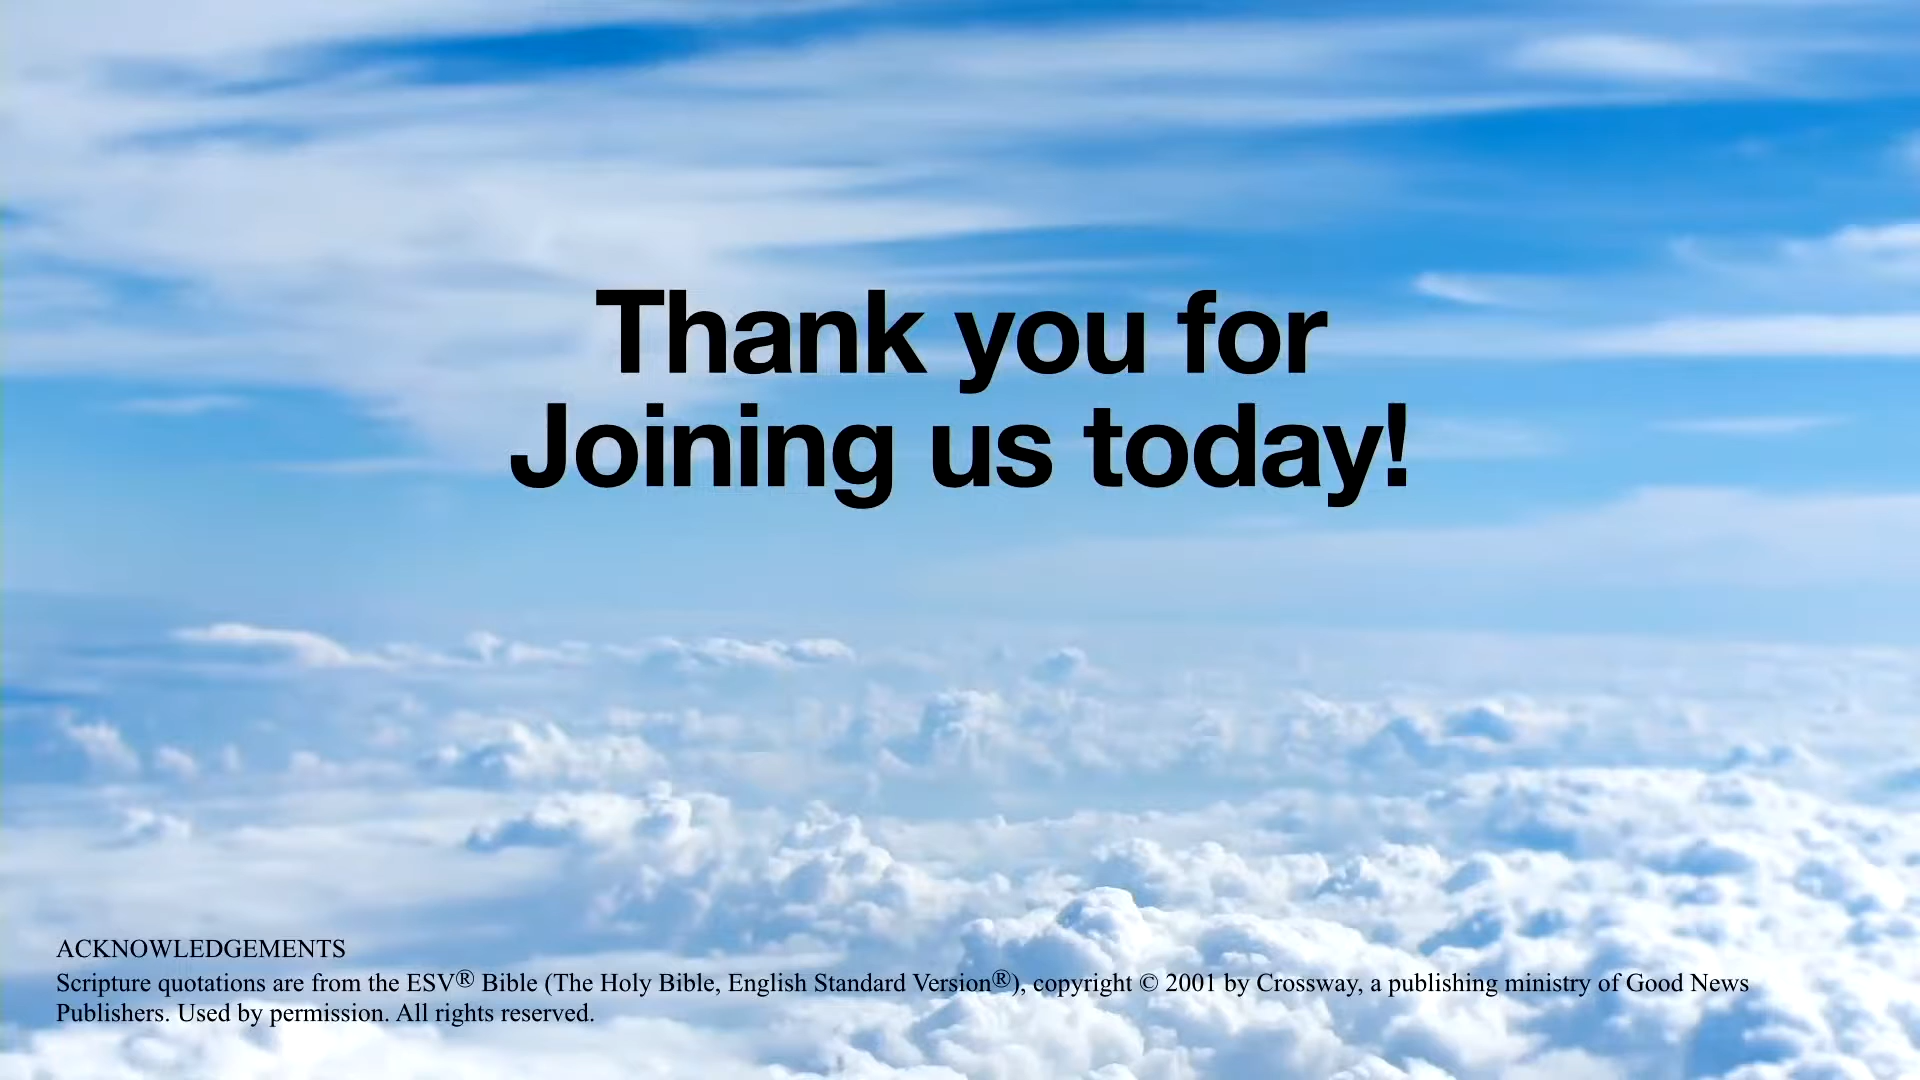 Thank you for
Joining us today!
ACKNOWLEDGEMENTS
Scripture quotations are from the ESV® Bible (The Holy Bible, English Standard Version®), copyright © 2001 by Crossway, a publishing ministry of Good News
Publishers. Used by permission. All rights reserved.